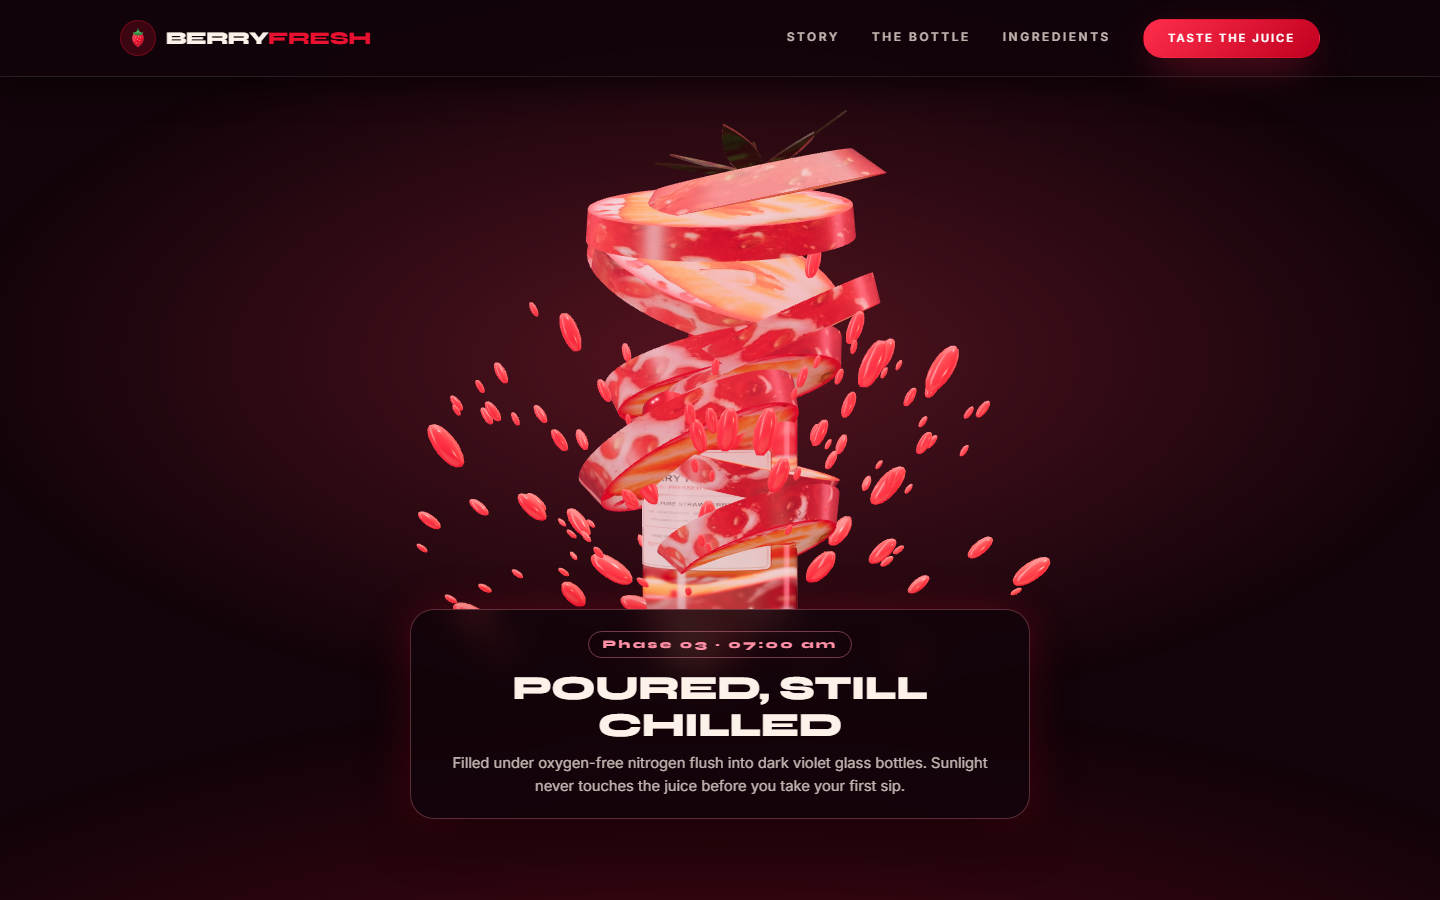 BERRYFRESH
STORY
THE BOTTLE
INGREDIENTS
TASTE THE JUICE
PURE
Phase 03 · 07:00 am
POURED, STILL
CHILLED
Filled under oxygen-free nitrogen flush into dark violet glass bottles. Sunlight
never touches the juice before you take your first sip.